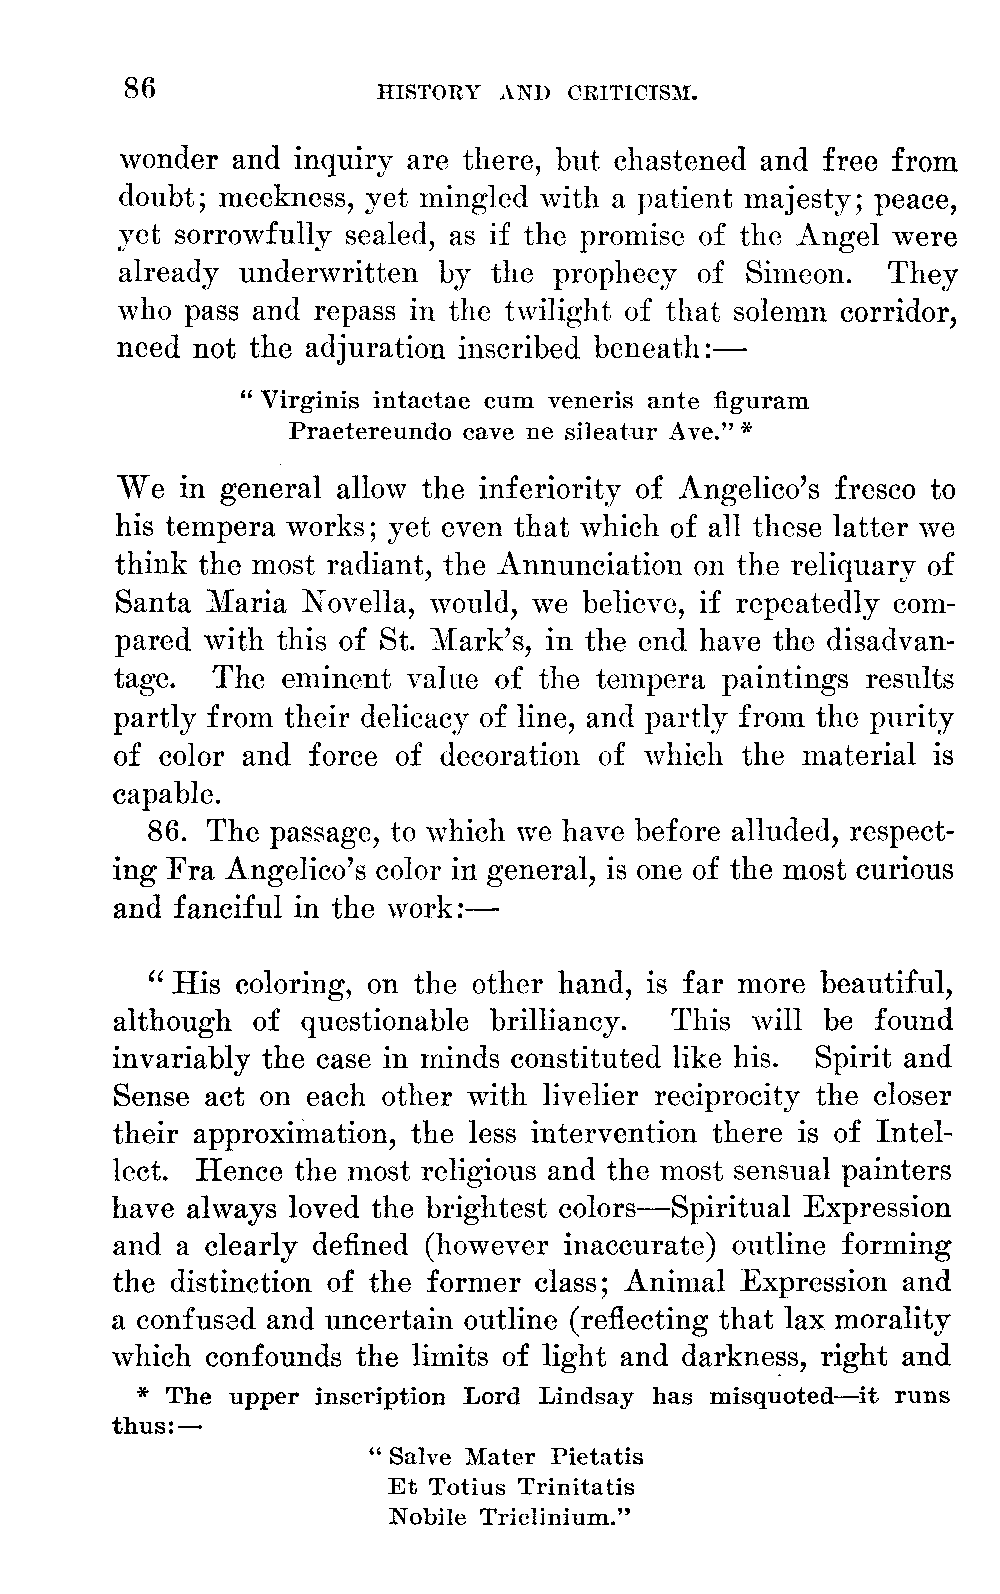 86 HISTORY AND CRITICISM.
wonder and inquiry are there, but chastened and free from
doubt; meekness, yet mingled with a patient majesty; peace,
yet sorrowfully sealed, as if the promise of the Angel were
already underwritten by the prophecy of Simeon. They
who pass and repass in the twilight of that solemn corridor,
need not the adjuration inscribed beneath:—
“Virginis intactae cum veneris ante figuram
Praetereundo cave ne sileatur Ave.” *
We in general allow the inferiority of Angelico’s fresco to
his tempera works; yet even that which of all these latter we
think the most radiant, the Annunciation on the reliquary of
Santa Maria Novella, would, we believe, if repeatedly com-
pared with this of St. Mark’s, in the end have the disadvan-
tage. The eminent value of the tempera paintings results
partly from their delicacy of line, and partly from the purity
of color and force of decoration of which the material is
capable.
86. The passage, to which we have before alluded, respect-
ing Fra Angelico’s color in general, is one of the most curious
and fanciful in the work:—
“His coloring, on the other hand, is far more beautiful,
although of questionable brilliancy. This will be found
invariably the case in minds constituted like his. Spirit and
Sense act on each other with livelier reciprocity the closer
their approximation, the less intervention there is of Intel-
lect. Hence the most religious and the most sensual painters
have always loved the brightest colors—Spiritual Expression
and a clearly defined (however inaccurate) outline forming
the distinction of the former class; Animal Expression and
a confused and uncertain outline (reflecting that lax morality
which confounds the limits of light and darkness, right and
* The upper inscription Lord Lindsay has misquoted—it runs
thus:—
“Salve Mater Pietatis
Et Totius Trinitatis
Nobile Triclinium.”